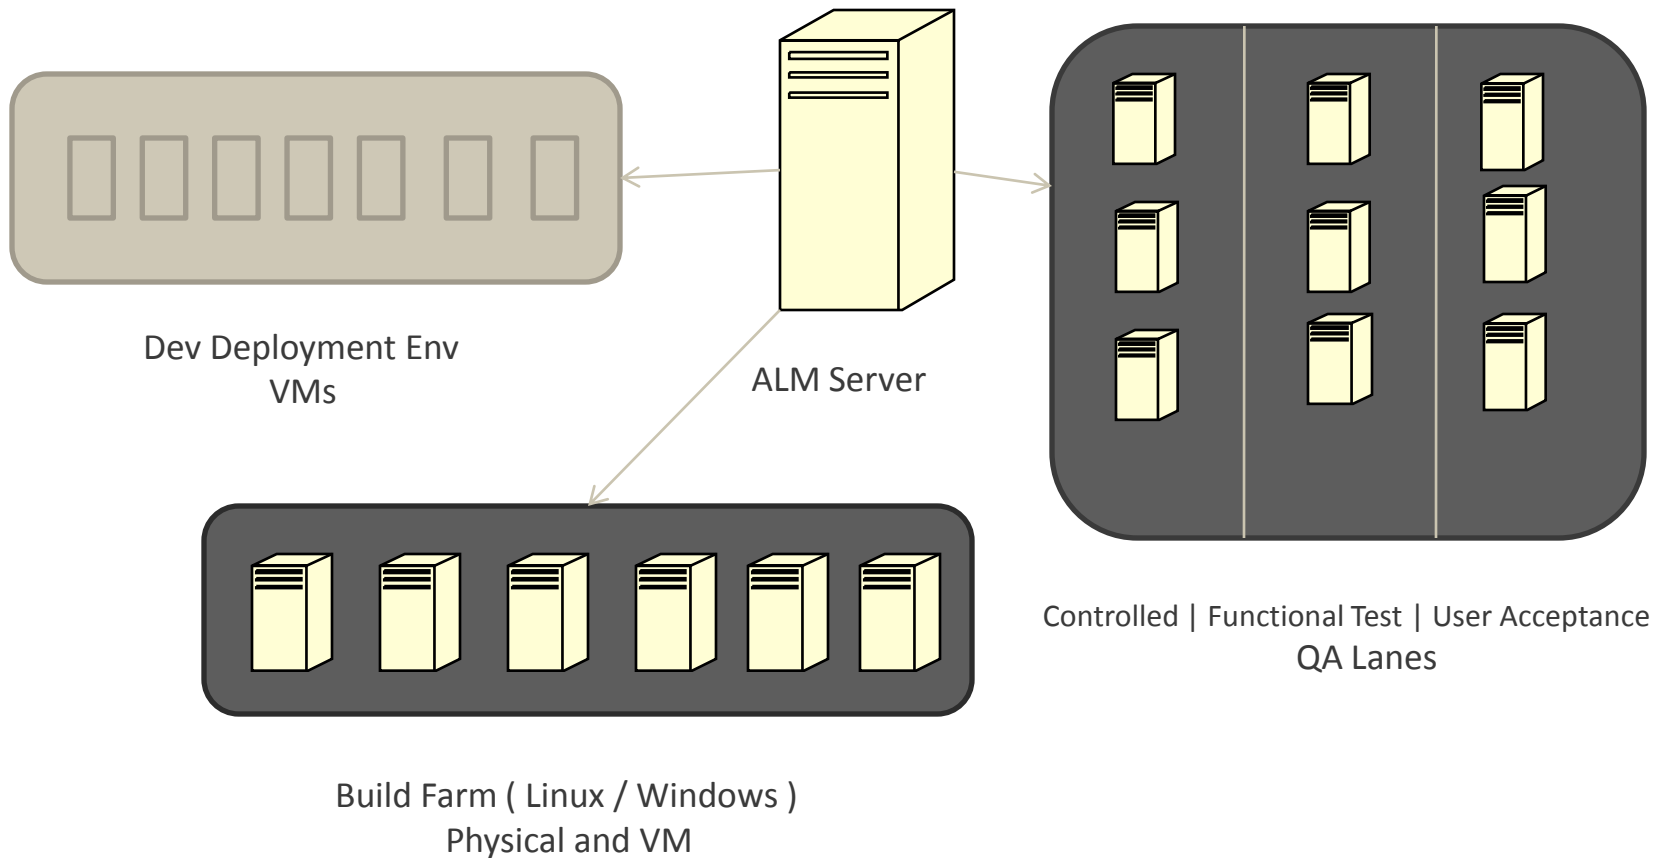 Dev Deployment Env
VMs
ALM Server
Controlled | Functional Test | User Acceptance
QA Lanes
Build Farm ( Linux / Windows )
Physical and VM